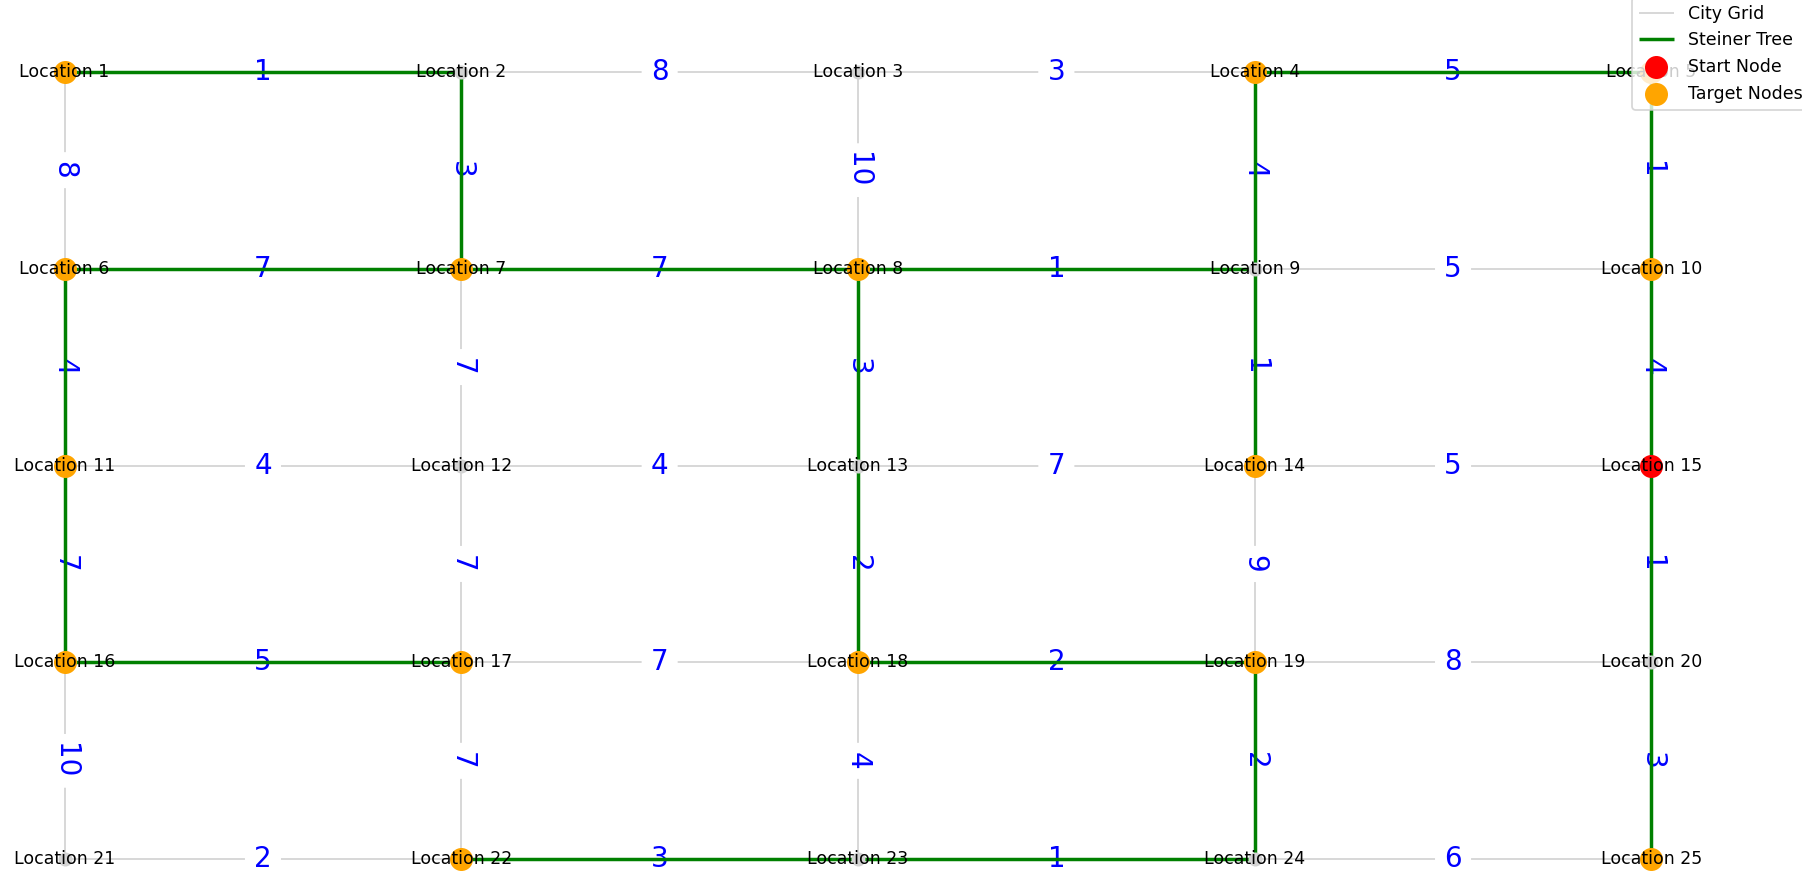 City Grid
Steiner Tree
Start Node
Target Nodes
Location 1 1 Location 2 8 Location 3 3 Location 4 5
8 3 10 4 1
Location 6 7 Location 7 7 Location 8 1 Location 9 5 Location 10
4 7 3 1 4
Location 11 4 Location 12 4 Location 13 7 Location 14 5 Location 15
7 7 2 9 1
Location 16 5 Location 17 7 Location 18 2 Location 19 8 Location 20
10 7 4 2 3
Location 21 2 Location 22 3 Location 23 1 Location 24 6 Location 25